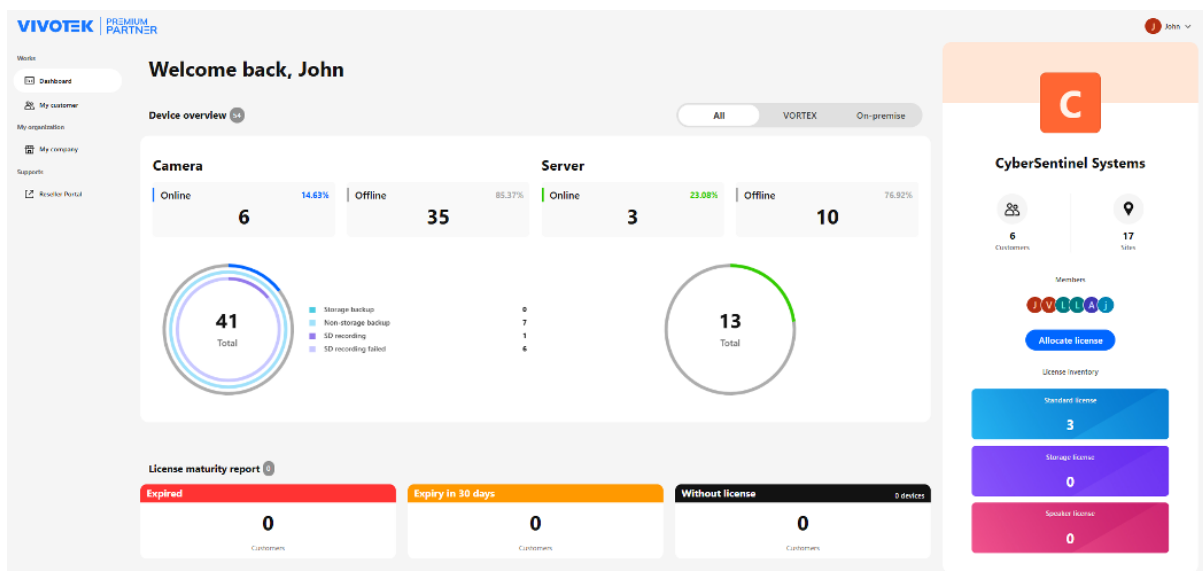 VIVOTEK | PREMIUM PARTNER
J John
Works
Dashboard
My customer
My organization
My company
Supports
Reseller Portal
Welcome back, John
Device overview 54
All VORTEX On-premise
Camera
Online 14.63%
6
Offline 85.37%
35
Server
Online 23.08%
3
Offline 76.92%
10
41
Total
Storage backup 0
Non-storage backup 7
SD recording 1
SD recording failed 6
13
Total
License maturity report 0
Expired
0
Customers
Expiry in 30 days
0
Customers
Without license 0 devices
0
Customers
C
CyberSentinel Systems
6
Customers
17
Sites
Members
J V L L A j
Allocate license
License Inventory
Standard license
3
Storage license
0
Speaker license
0